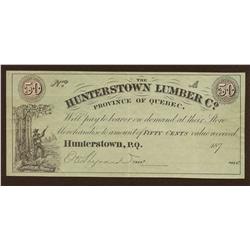 THE
50 HUNTERSTOWN LUMBER Co. 50
No. A
PROVINCE OF QUEBEC.
Will pay to bearer on demand at their Store
Merchandise to amount of FIFTY CENTS value received
Hunterstown, P.Q. 187